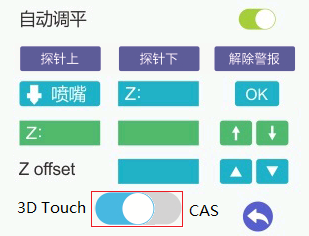 自动调平
探针上 探针下 解除警报
喷嘴 Z: OK
Z:
Z offset
3D Touch CAS